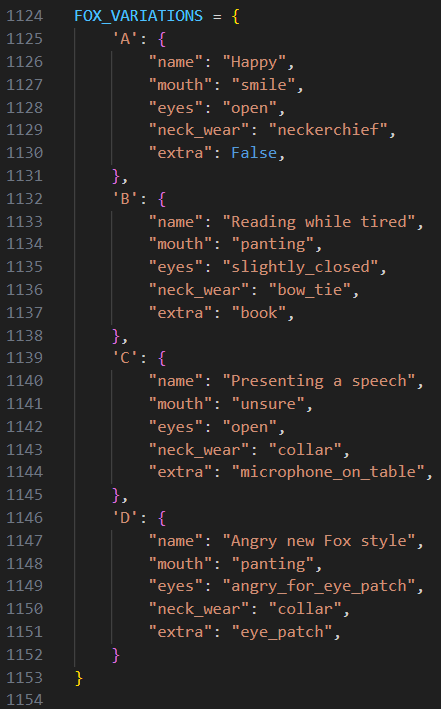 1124 FOX_VARIATIONS = {
1125     'A': {
1126         "name": "Happy",
1127         "mouth": "smile",
1128         "eyes": "open",
1129         "neck_wear": "neckerchief",
1130         "extra": False,
1131     },
1132     'B': {
1133         "name": "Reading while tired",
1134         "mouth": "panting",
1135         "eyes": "slightly_closed",
1136         "neck_wear": "bow_tie",
1137         "extra": "book",
1138     },
1139     'C': {
1140         "name": "Presenting a speech",
1141         "mouth": "unsure",
1142         "eyes": "open",
1143         "neck_wear": "collar",
1144         "extra": "microphone_on_table",
1145     },
1146     'D': {
1147         "name": "Angry new Fox style",
1148         "mouth": "panting",
1149         "eyes": "angry_for_eye_patch",
1150         "neck_wear": "collar",
1151         "extra": "eye_patch",
1152     }
1153 }
1154